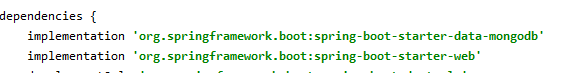 dependencies {
implementation 'org.springframework.boot:spring-boot-starter-data-mongodb'
implementation 'org.springframework.boot:spring-boot-starter-web'